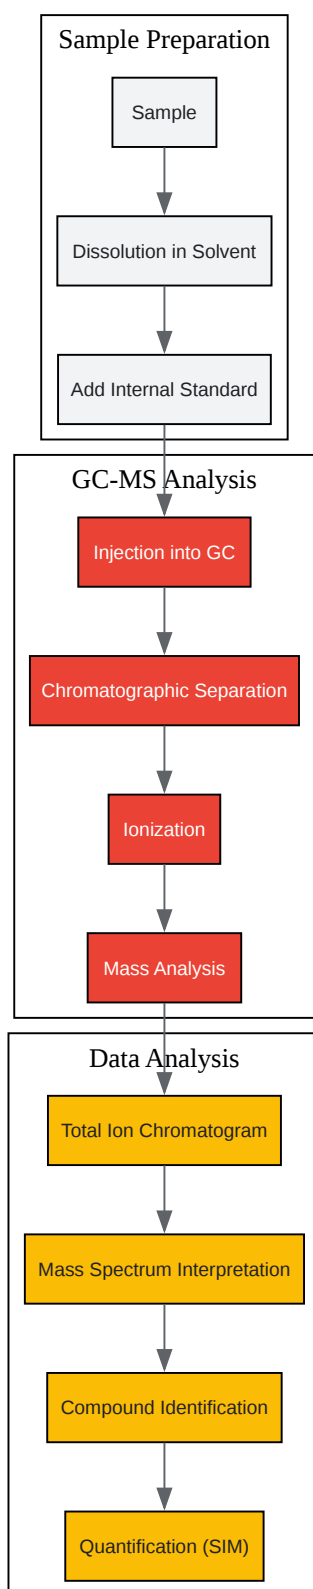 Sample Preparation
Sample
Dissolution in Solvent
Add Internal Standard
GC-MS Analysis
Injection into GC
Chromatographic Separation
Ionization
Mass Analysis
Data Analysis
Total Ion Chromatogram
Mass Spectrum Interpretation
Compound Identification
Quantification (SIM)